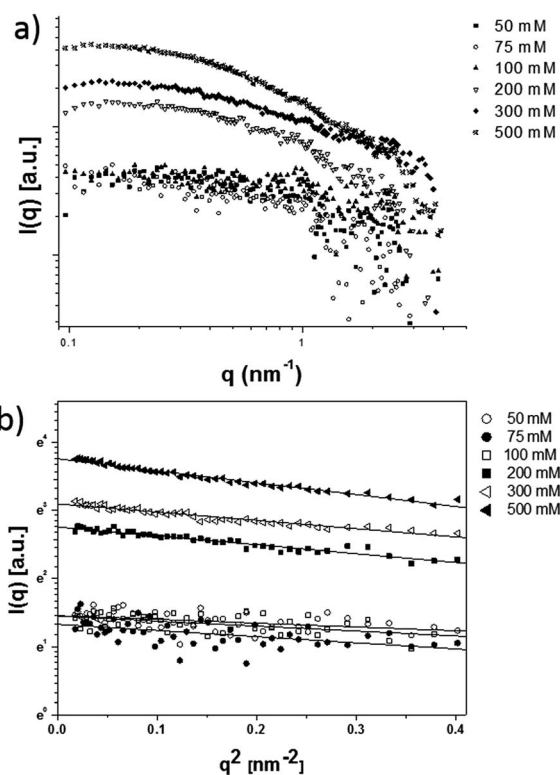 a)
50 mM
75 mM
100 mM
200 mM
300 mM
500 mM
I(q) [a.u.]
0.1
1
q (nm⁻¹)
b)
50 mM
75 mM
100 mM
200 mM
300 mM
500 mM
I(q) [a.u.]
e⁴
e³
e²
e¹
e⁰
0.0
0.1
0.2
0.3
0.4
q² [nm⁻²]